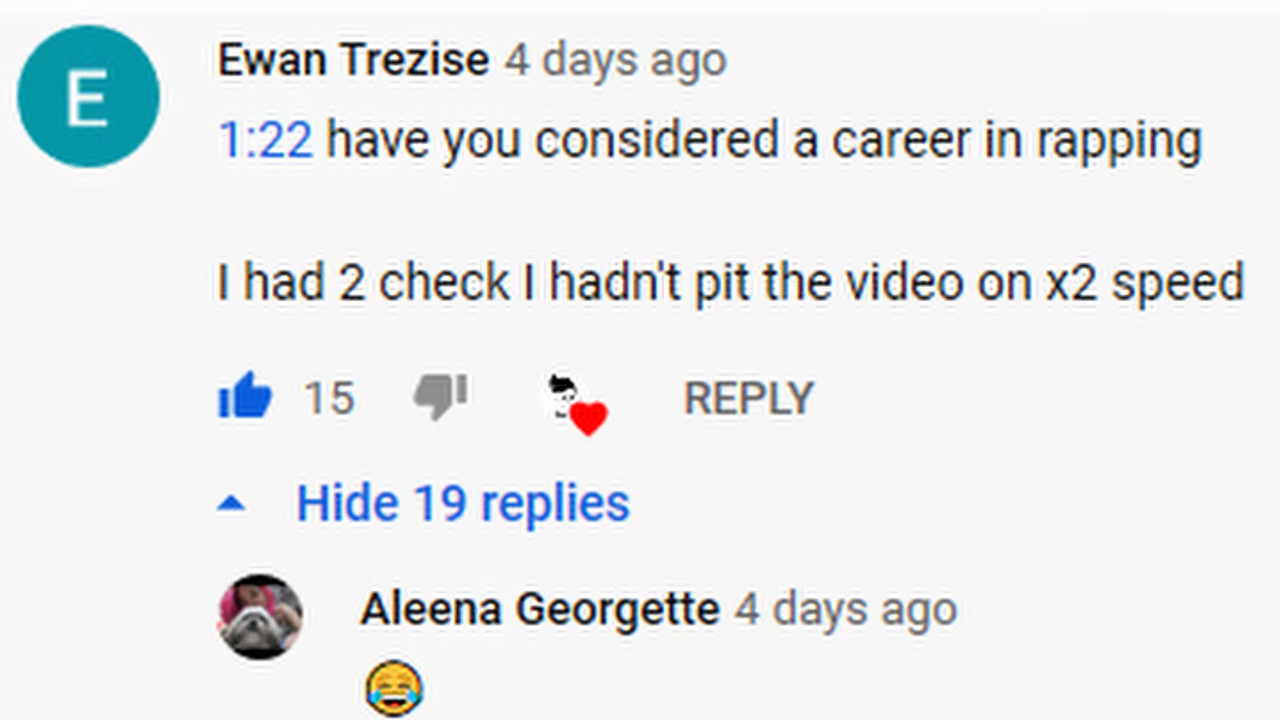 E
Ewan Trezise 4 days ago
1:22 have you considered a career in rapping
I had 2 check I hadn't pit the video on x2 speed
15 REPLY
Hide 19 replies
Aleena Georgette 4 days ago
😂